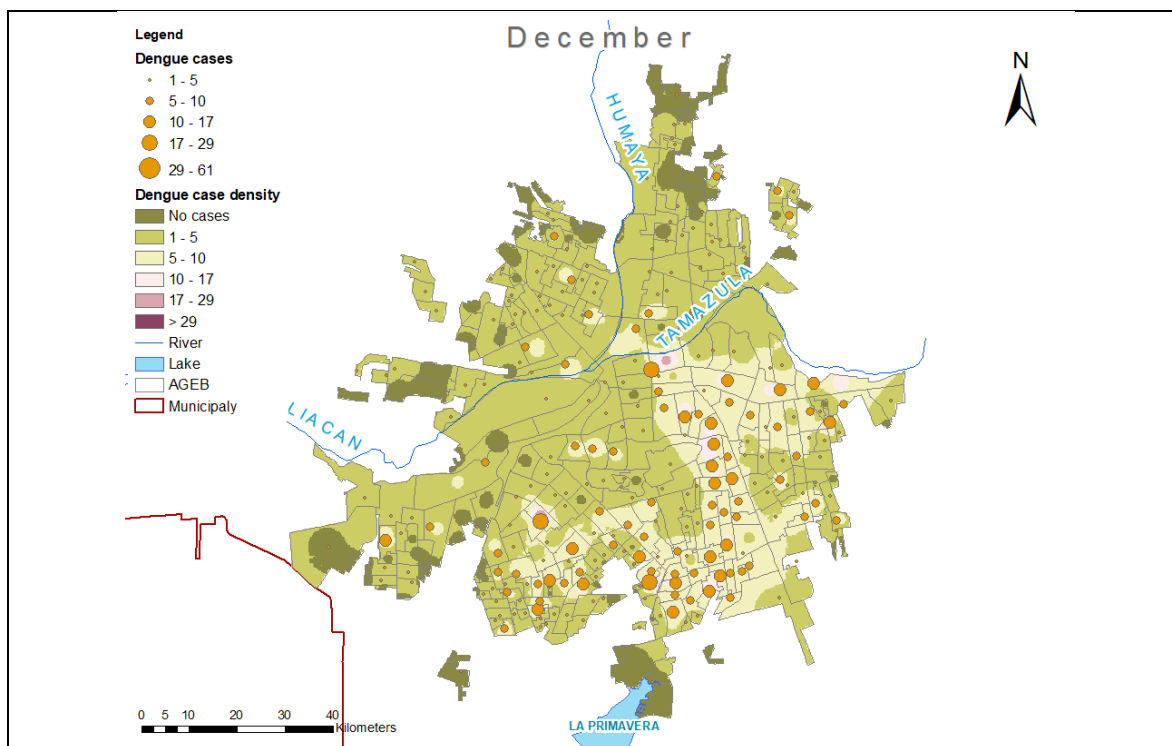 December
Legend
Dengue cases
1 - 5
5 - 10
10 - 17
17 - 29
29 - 61
Dengue case density
No cases
1 - 5
5 - 10
10 - 17
17 - 29
> 29
River
Lake
AGEB
Municipaly
N
HUMAYA
TAMAZULA
LIACAN
LA PRIMAVERA
0 5 10 20 30 40
Kilometers